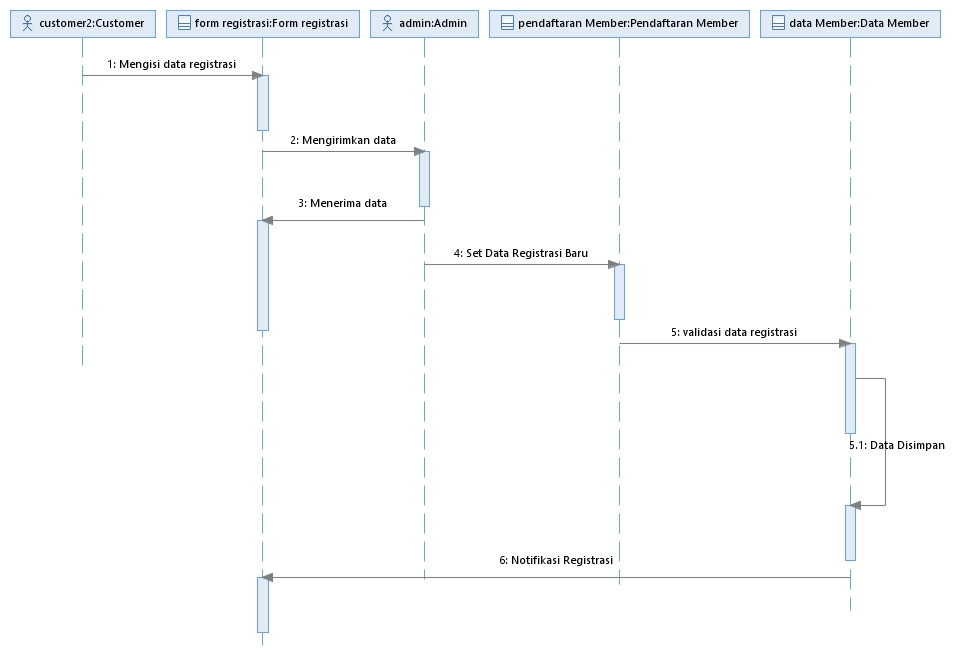 customer2:Customer
form registrasi:Form registrasi
admin:Admin
pendaftaran Member:Pendaftaran Member
data Member:Data Member
1: Mengisi data registrasi
2: Mengirimkan data
3: Menerima data
4: Set Data Registrasi Baru
5: validasi data registrasi
5.1: Data Disimpan
6: Notifikasi Registrasi